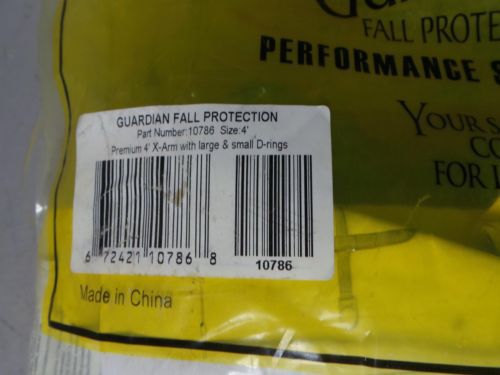 FALL PROTE
PERFORMANCE S
YOUR S
CO
FOR L
GUARDIAN FALL PROTECTION
Part Number:10786 Size:4'
Premium 4' X-Arm with large & small D-rings
6 72421 10786 8
10786
Made in China